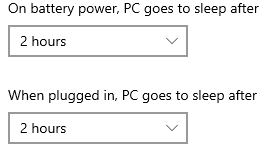 On battery power, PC goes to sleep after
2 hours
When plugged in, PC goes to sleep after
2 hours